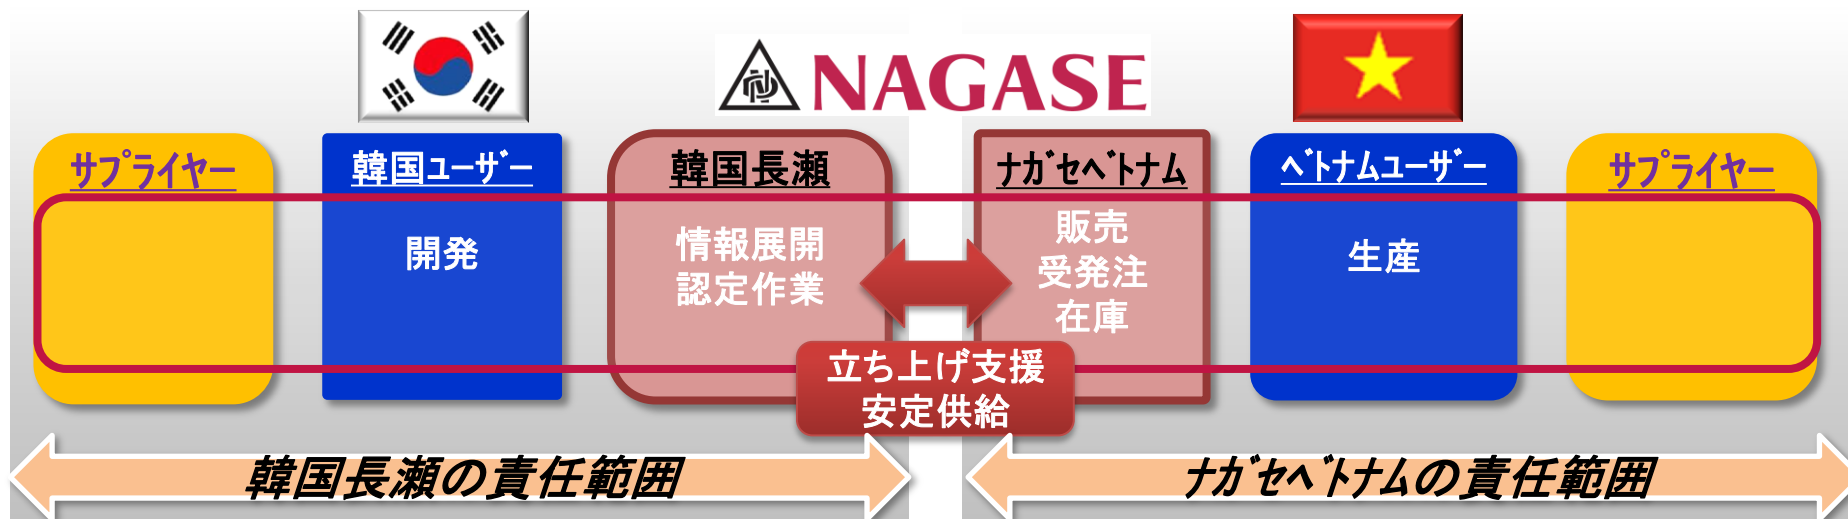 NAGASE
サプライヤー
韓国ユーザー
開発
韓国長瀬
情報展開
認定作業
ナガセベトナム
販売
受発注
在庫
ベトナムユーザー
生産
サプライヤー
立ち上げ支援
安定供給
韓国長瀬の責任範囲
ナガセベトナムの責任範囲